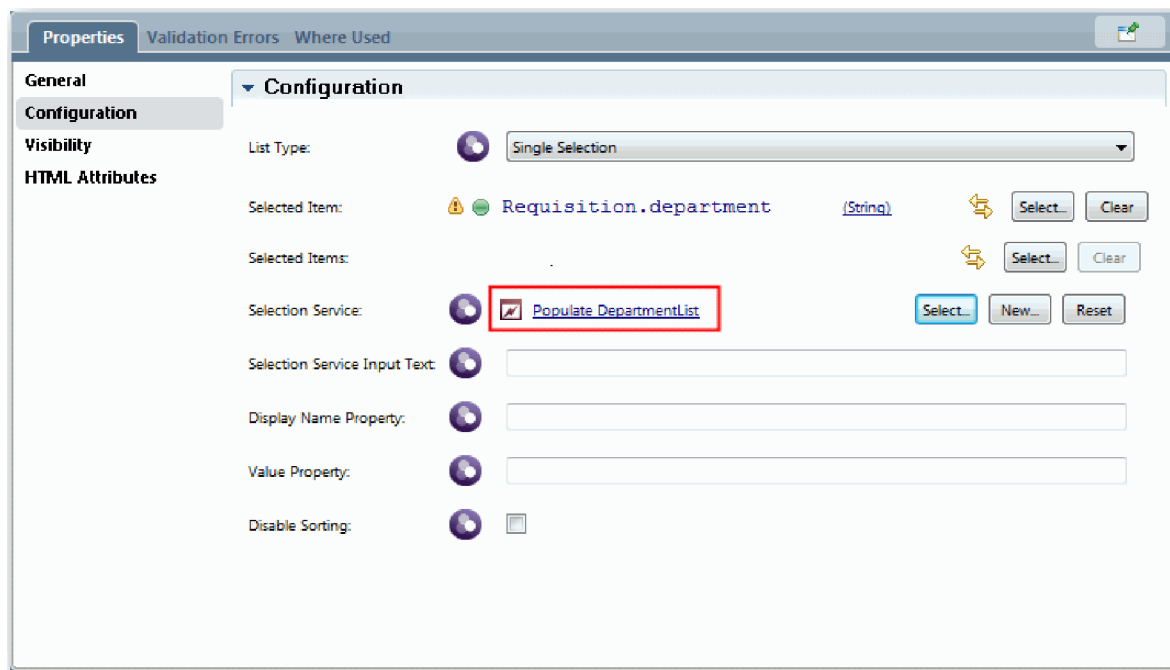 Properties Validation Errors Where Used
General
Configuration
Visibility
HTML Attributes
Configuration
List Type: Single Selection
Selected Item: Requisition.department (String) Select... Clear
Selected Items: Select... Clear
Selection Service: Populate DepartmentList Select... New... Reset
Selection Service Input Text:
Display Name Property:
Value Property:
Disable Sorting: